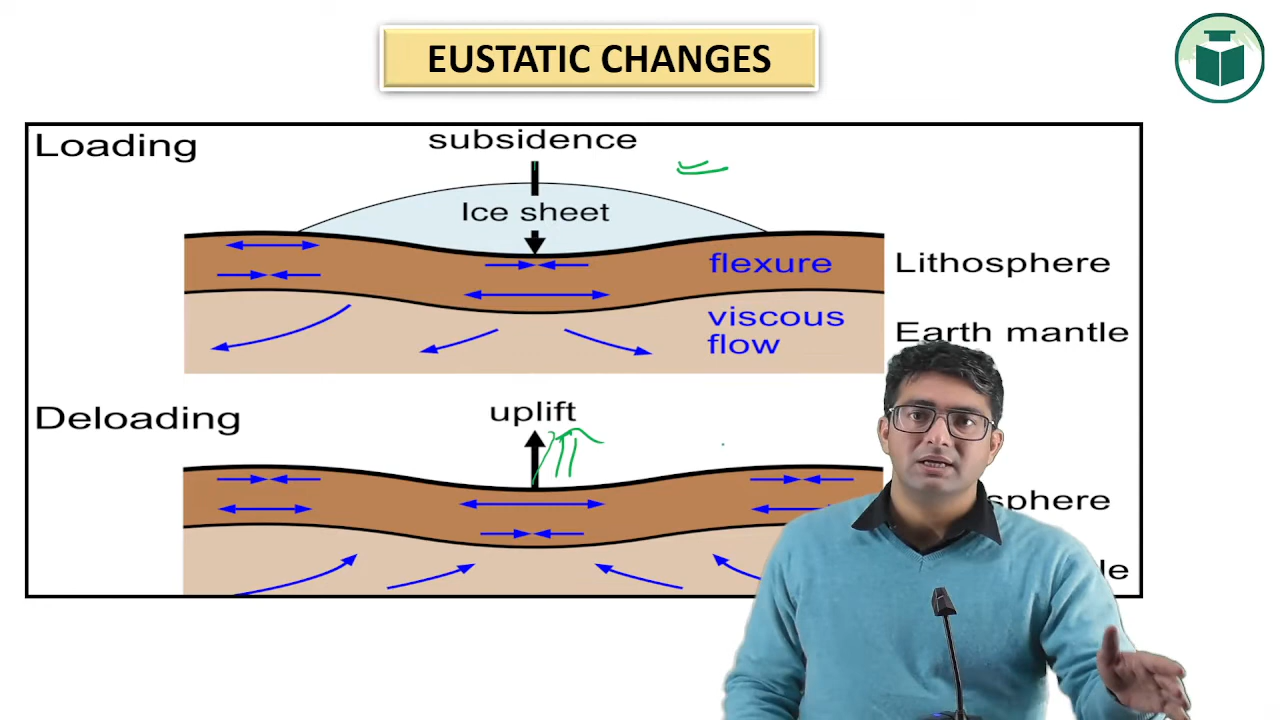 EUSTATIC CHANGES
Loading
subsidence
Ice sheet
flexure
Lithosphere
viscous
flow
Earth mantle
Deloading
uplift